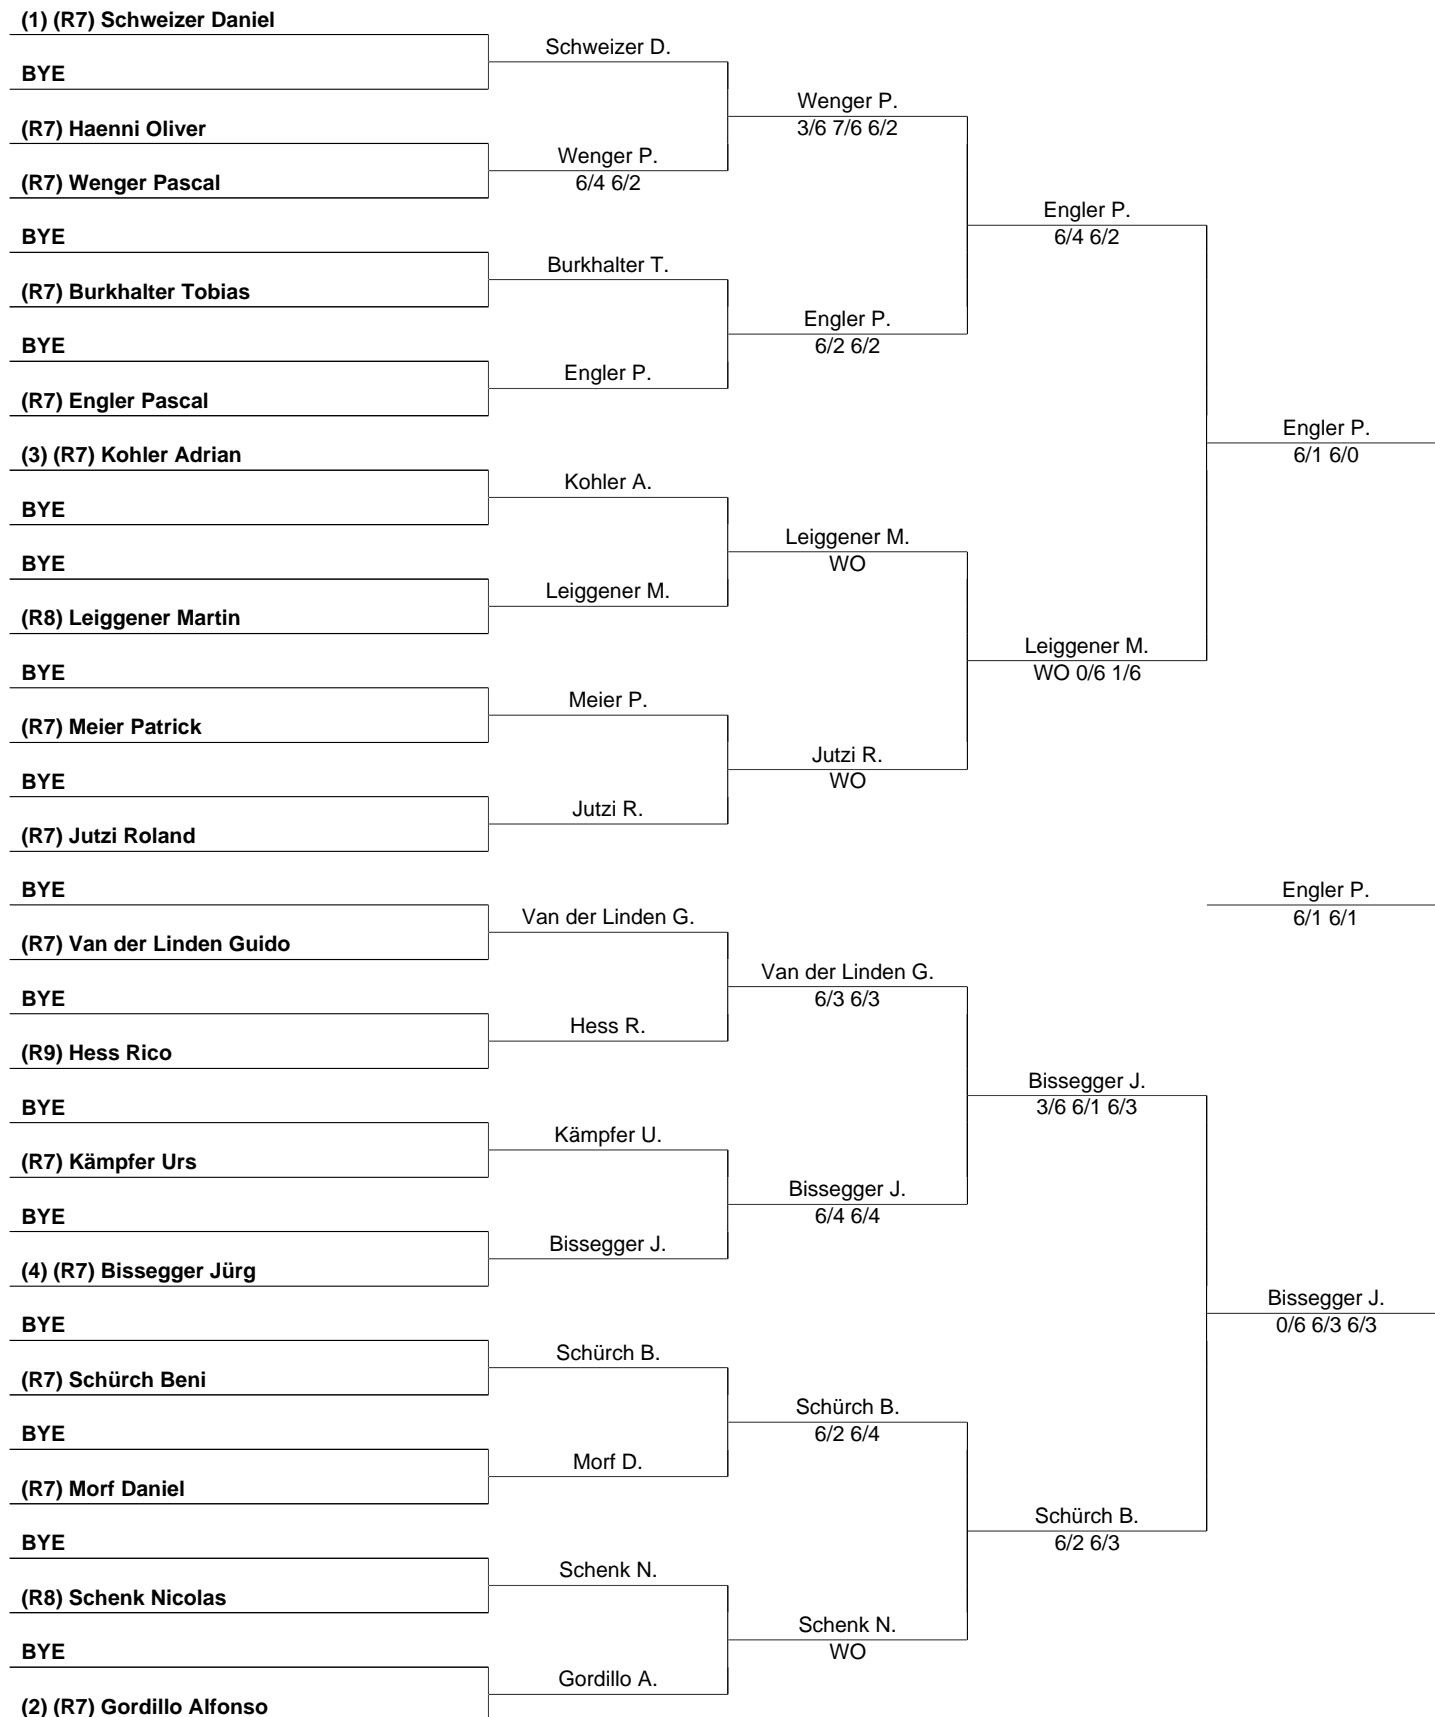 (1) (R7) Schweizer Daniel
Schweizer D.
BYE
Wenger P.
3/6 7/6 6/2
(R7) Haenni Oliver
Wenger P.
6/4 6/2
(R7) Wenger Pascal
Engler P.
6/4 6/2
BYE
Burkhalter T.
(R7) Burkhalter Tobias
Engler P.
6/2 6/2
BYE
Engler P.
(R7) Engler Pascal
Engler P.
6/1 6/0
(3) (R7) Kohler Adrian
Kohler A.
BYE
Leiggener M.
WO
BYE
Leiggener M.
(R8) Leiggener Martin
Leiggener M.
WO 0/6 1/6
BYE
Meier P.
(R7) Meier Patrick
Jutzi R.
WO
BYE
Jutzi R.
(R7) Jutzi Roland
BYE
Engler P.
6/1 6/1
Van der Linden G.
(R7) Van der Linden Guido
Van der Linden G.
6/3 6/3
BYE
Hess R.
(R9) Hess Rico
Bissegger J.
3/6 6/1 6/3
BYE
Kämpfer U.
(R7) Kämpfer Urs
Bissegger J.
6/4 6/4
BYE
Bissegger J.
(4) (R7) Bissegger Jürg
Bissegger J.
0/6 6/3 6/3
BYE
Schürch B.
(R7) Schürch Beni
Schürch B.
6/2 6/4
BYE
Morf D.
(R7) Morf Daniel
Schürch B.
6/2 6/3
BYE
Schenk N.
(R8) Schenk Nicolas
Schenk N.
WO
BYE
Gordillo A.
(2) (R7) Gordillo Alfonso